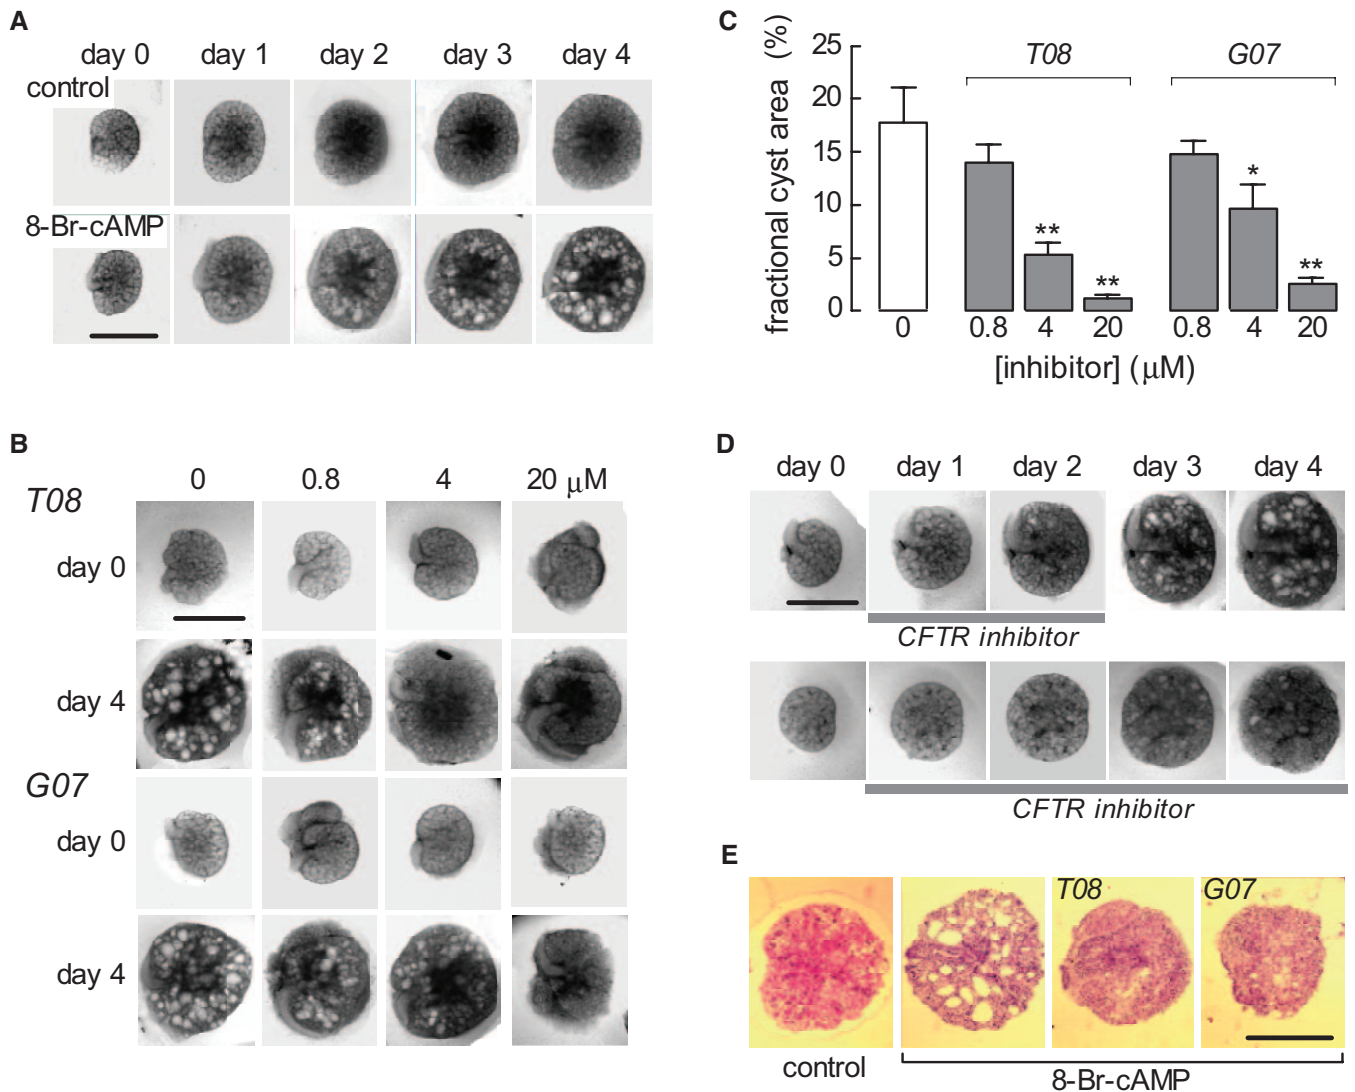 A
day 0 day 1 day 2 day 3 day 4
control
8-Br-cAMP
B
0 0.8 4 20 μM
T08
day 0
day 4
G07
day 0
day 4
C
fractional cyst area (%)
25
20
15
10
5
0
T08 G07
** ** * **
0 0.8 4 20 0.8 4 20
[inhibitor] (μM)
D
day 0 day 1 day 2 day 3 day 4
CFTR inhibitor
CFTR inhibitor
E
T08 G07
control
8-Br-cAMP